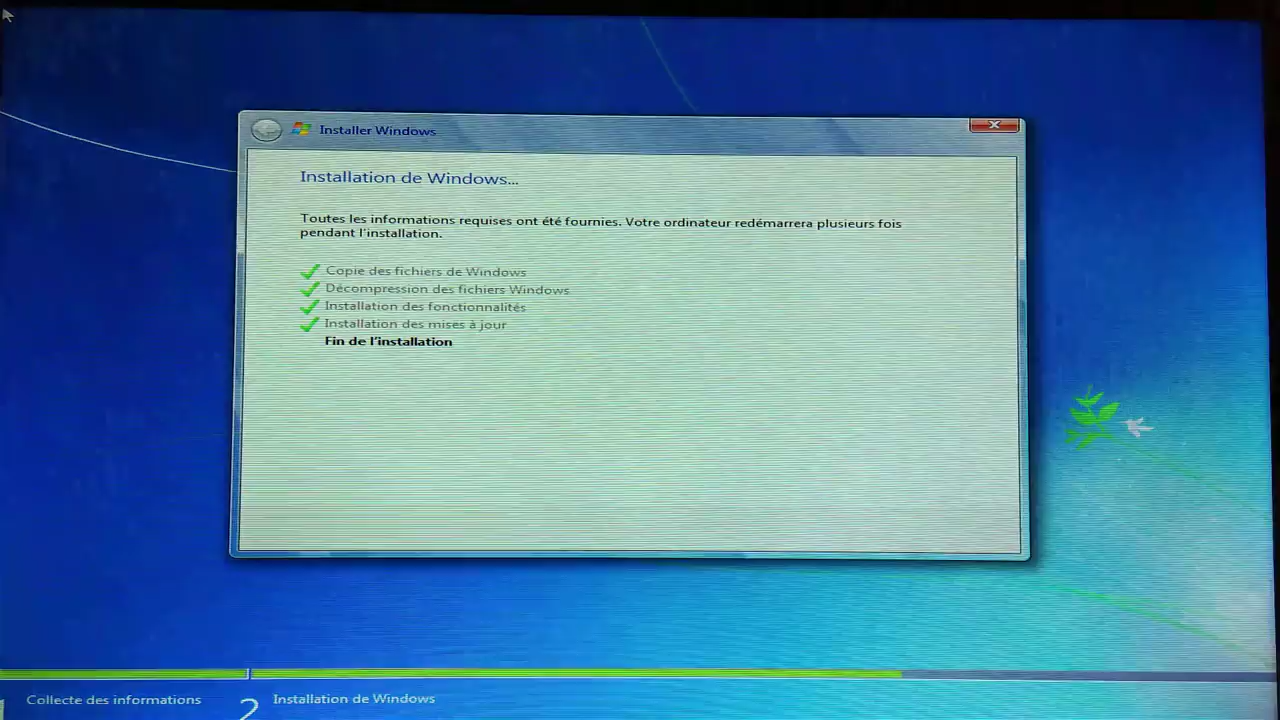 Installer Windows
Installation de Windows...
Toutes les informations requises ont été fournies. Votre ordinateur redémarrera plusieurs fois
pendant l'installation.
Copie des fichiers de Windows
Décompression des fichiers Windows
Installation des fonctionnalités
Installation des mises à jour
Fin de l'installation
1 Collecte des informations
2 Installation de Windows